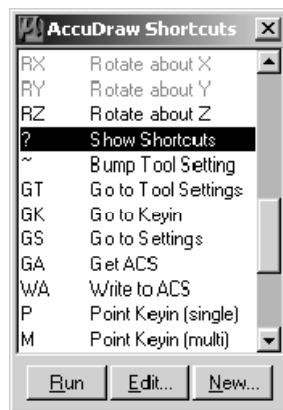 AccuDraw Shortcuts
RX Rotate about X
RY Rotate about Y
RZ Rotate about Z
? Show Shortcuts
~ Bump Tool Setting
GT Go to Tool Settings
GK Go to Keyin
GS Go to Settings
GA Get ACS
WA Write to ACS
P Point Keyin (single)
M Point Keyin (multi)
Run Edit... New...